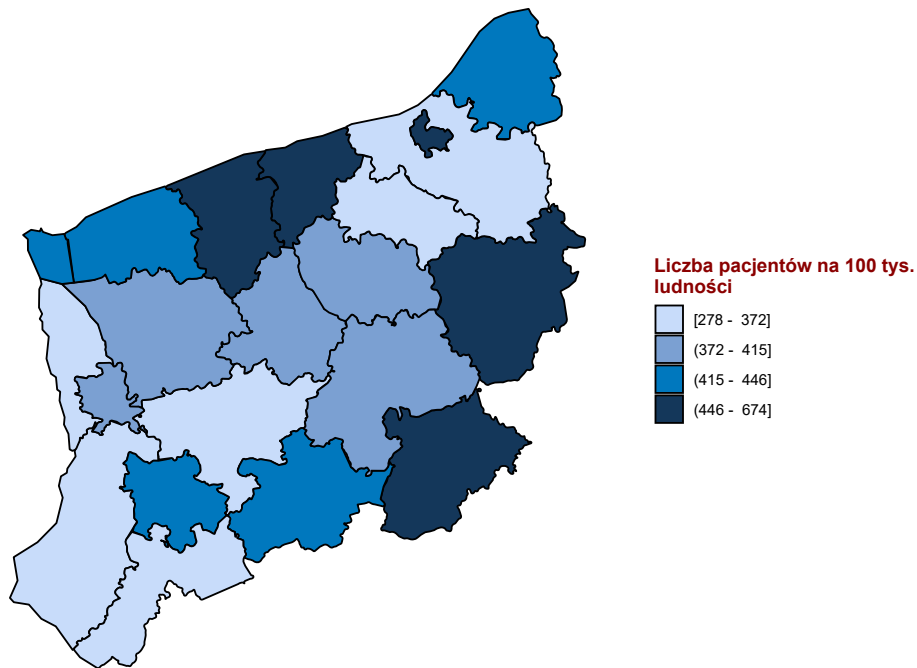 Liczba pacjentów na 100 tys.
ludności
[278 - 372]
(372 - 415]
(415 - 446]
(446 - 674]